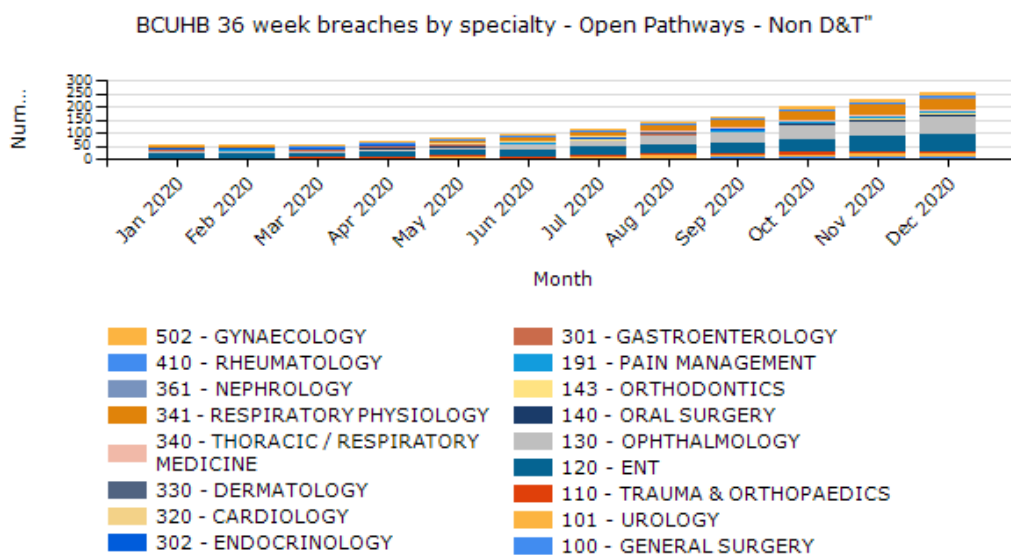 BCUHB 36 week breaches by specialty - Open Pathways - Non D&T"
300
250
200
150
100
50
0
Num...
Jan 2020
Feb 2020
Mar 2020
Apr 2020
May 2020
Jun 2020
Jul 2020
Aug 2020
Sep 2020
Oct 2020
Nov 2020
Dec 2020
Month
502 - GYNAECOLOGY
410 - RHEUMATOLOGY
361 - NEPHROLOGY
341 - RESPIRATORY PHYSIOLOGY
340 - THORACIC / RESPIRATORY
MEDICINE
330 - DERMATOLOGY
320 - CARDIOLOGY
302 - ENDOCRINOLOGY
301 - GASTROENTEROLOGY
191 - PAIN MANAGEMENT
143 - ORTHODONTICS
140 - ORAL SURGERY
130 - OPHTHALMOLOGY
120 - ENT
110 - TRAUMA & ORTHOPAEDICS
101 - UROLOGY
100 - GENERAL SURGERY